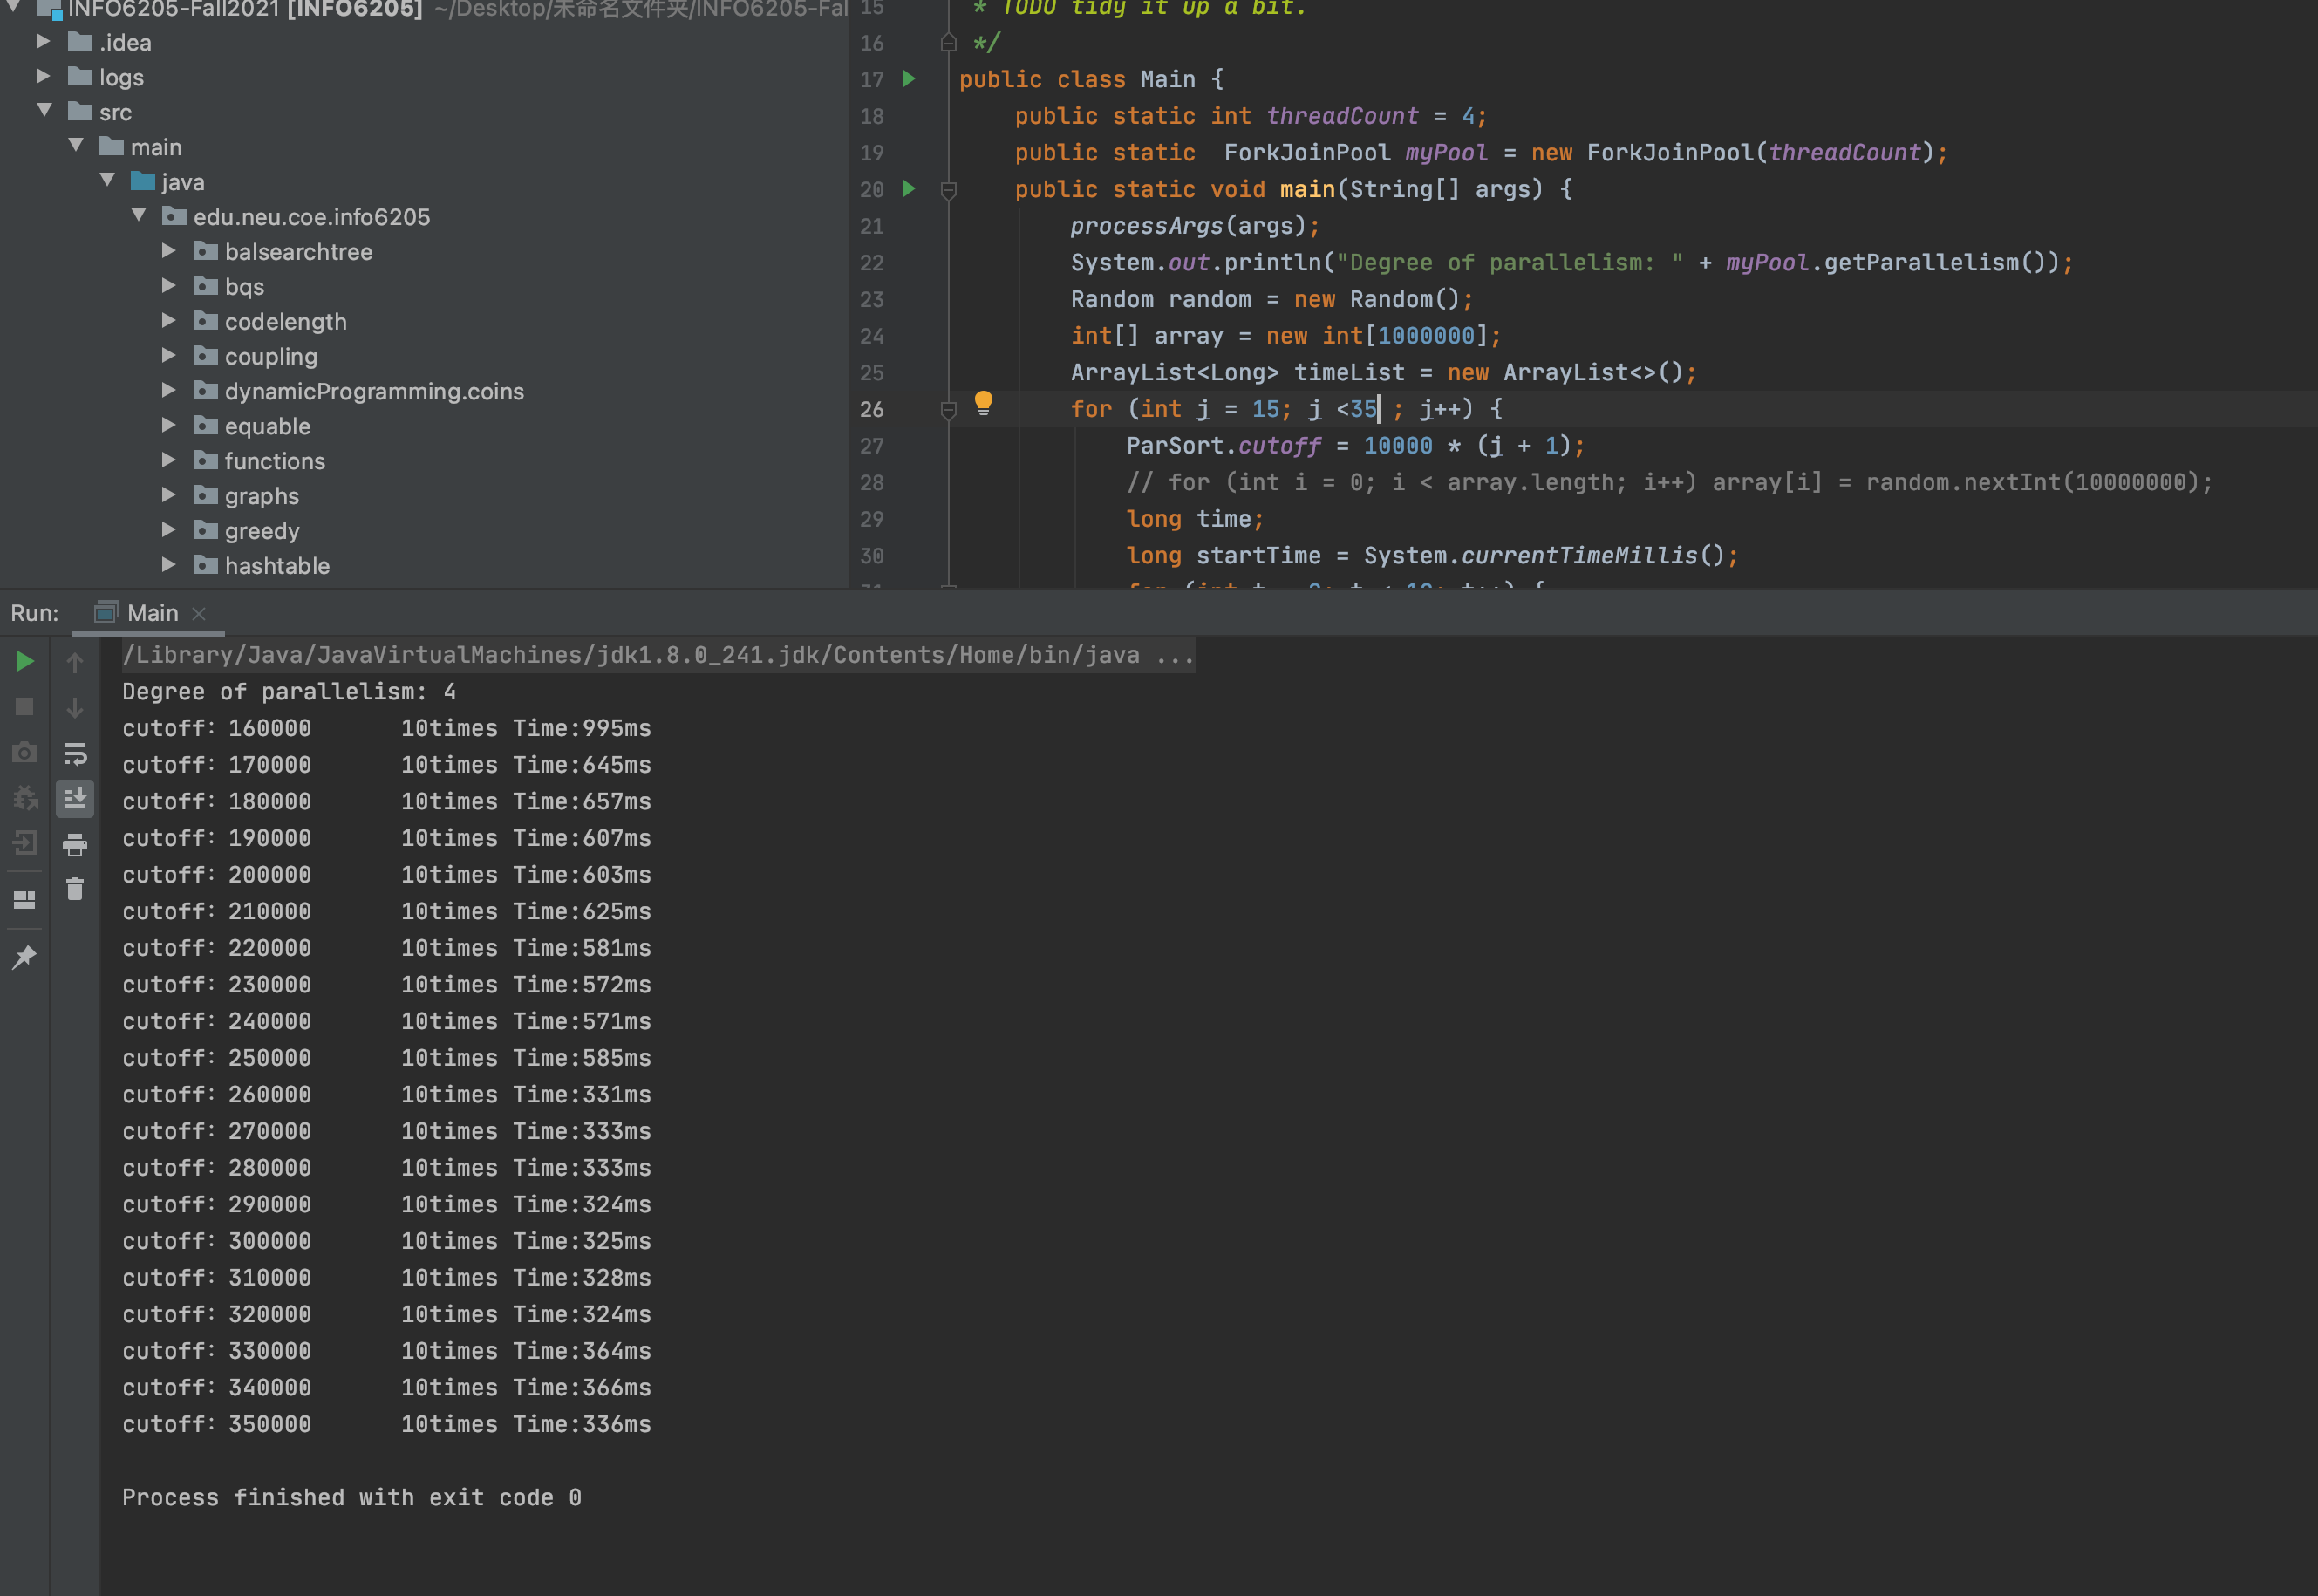 INFO6205-Fall2021 [INFO6205] ~/Desktop/未命名文件夹/INFO6205-Fal
.idea
logs
src
main
java
edu.neu.coe.info6205
balsearchtree
bqs
codelength
coupling
dynamicProgramming.coins
equable
functions
graphs
greedy
hashtable
15 * TODO tidy it up a bit.
16 */
17 public class Main {
18 public static int threadCount = 4;
19 public static  ForkJoinPool myPool = new ForkJoinPool(threadCount);
20 public static void main(String[] args) {
21 processArgs(args);
22 System.out.println("Degree of parallelism: " + myPool.getParallelism());
23 Random random = new Random();
24 int[] array = new int[1000000];
25 ArrayList<Long> timeList = new ArrayList<>();
26 for (int j = 15; j <35 ; j++) {
27 ParSort.cutoff = 10000 * (j + 1);
28 // for (int i = 0; i < array.length; i++) array[i] = random.nextInt(10000000);
29 long time;
30 long startTime = System.currentTimeMillis();
Run: Main
/Library/Java/JavaVirtualMachines/jdk1.8.0_241.jdk/Contents/Home/bin/java ...
Degree of parallelism: 4
cutoff: 160000 10times Time:995ms
cutoff: 170000 10times Time:645ms
cutoff: 180000 10times Time:657ms
cutoff: 190000 10times Time:607ms
cutoff: 200000 10times Time:603ms
cutoff: 210000 10times Time:625ms
cutoff: 220000 10times Time:581ms
cutoff: 230000 10times Time:572ms
cutoff: 240000 10times Time:571ms
cutoff: 250000 10times Time:585ms
cutoff: 260000 10times Time:331ms
cutoff: 270000 10times Time:333ms
cutoff: 280000 10times Time:333ms
cutoff: 290000 10times Time:324ms
cutoff: 300000 10times Time:325ms
cutoff: 310000 10times Time:328ms
cutoff: 320000 10times Time:324ms
cutoff: 330000 10times Time:364ms
cutoff: 340000 10times Time:366ms
cutoff: 350000 10times Time:336ms
Process finished with exit code 0